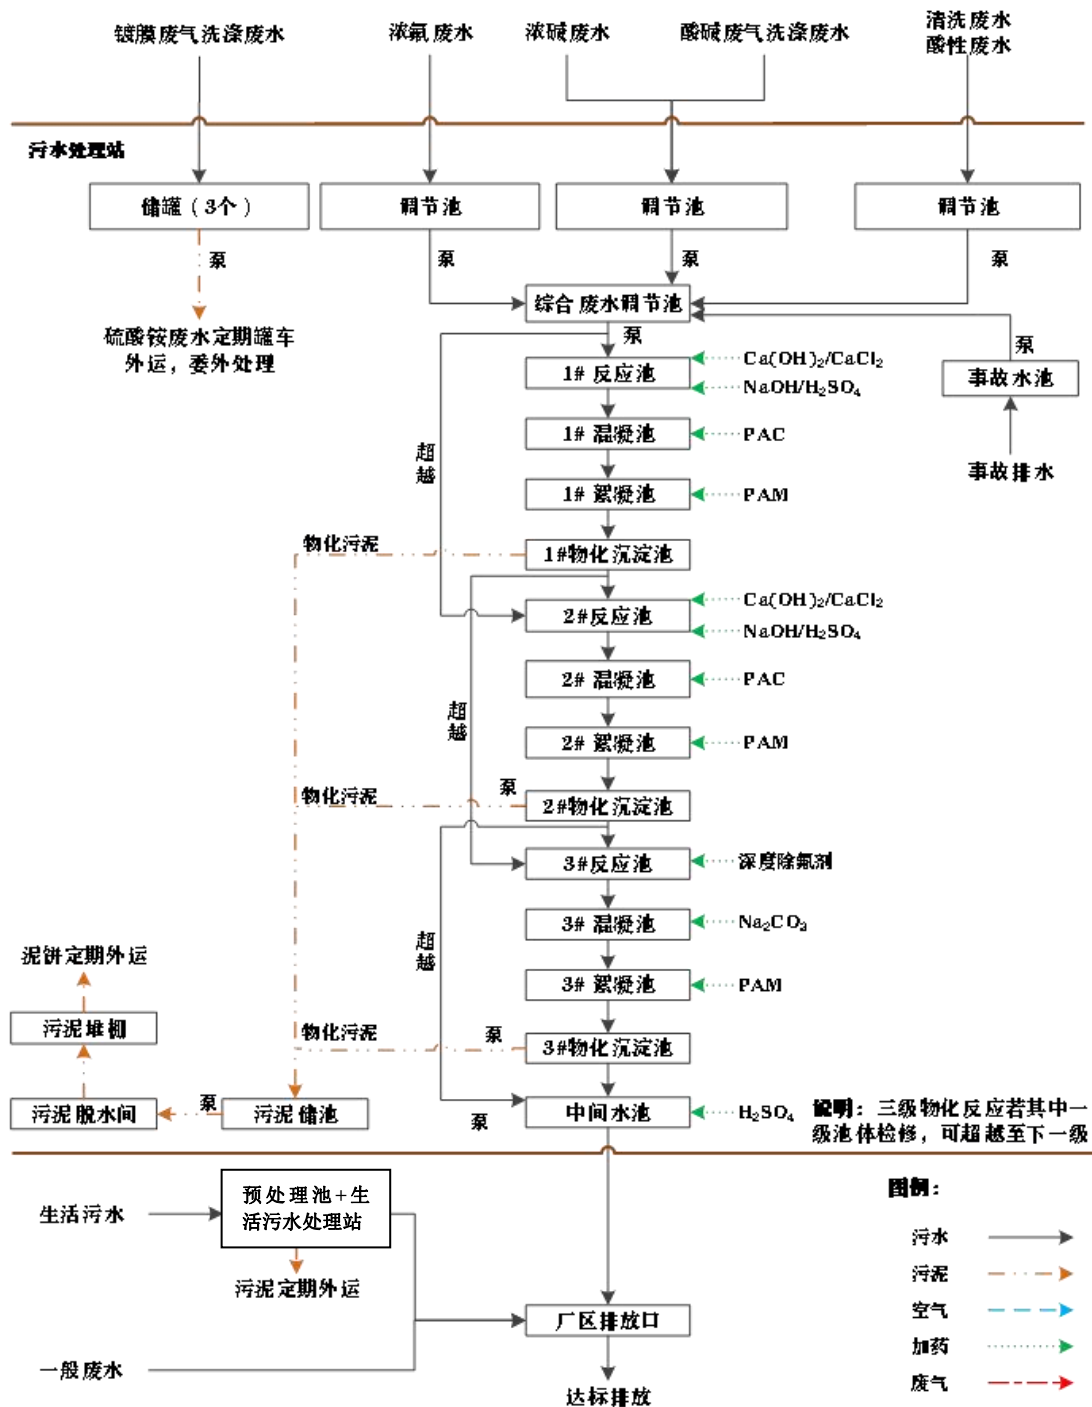 镀膜废气洗涤废水
浓氟废水
浓碱废水
酸碱废气洗涤废水
清洗废水
酸性废水
污水处理站
储罐（3个）
调节池
调节池
调节池
泵
泵
泵
泵
综合废水调节池
硫酸铵废水定期罐车
外运，委外处理
泵
泵
1# 反应池
Ca(OH)₂/CaCl₂
NaOH/H₂SO₄
事故水池
1# 混凝池
PAC
超越
事故排水
1# 絮凝池
PAM
物化污泥
1#物化沉淀池
2#反应池
Ca(OH)₂/CaCl₂
NaOH/H₂SO₄
2# 混凝池
PAC
超越
2# 絮凝池
PAM
物化污泥
泵
2#物化沉淀池
3#反应池
深度除氟剂
3# 混凝池
Na₂CO₃
超越
泥饼定期外运
3# 絮凝池
PAM
污泥堆棚
物化污泥
泵
3#物化沉淀池
污泥脱水间
泵
污泥储池
泵
中间水池
H₂SO₄
说明：三级物化反应若其中一
级池体检修，可超越至下一级
生活污水
预处理池+生
活污水处理站
污泥定期外运
一般废水
厂区排放口
达标排放
图例：
污水
污泥
空气
加药
废气